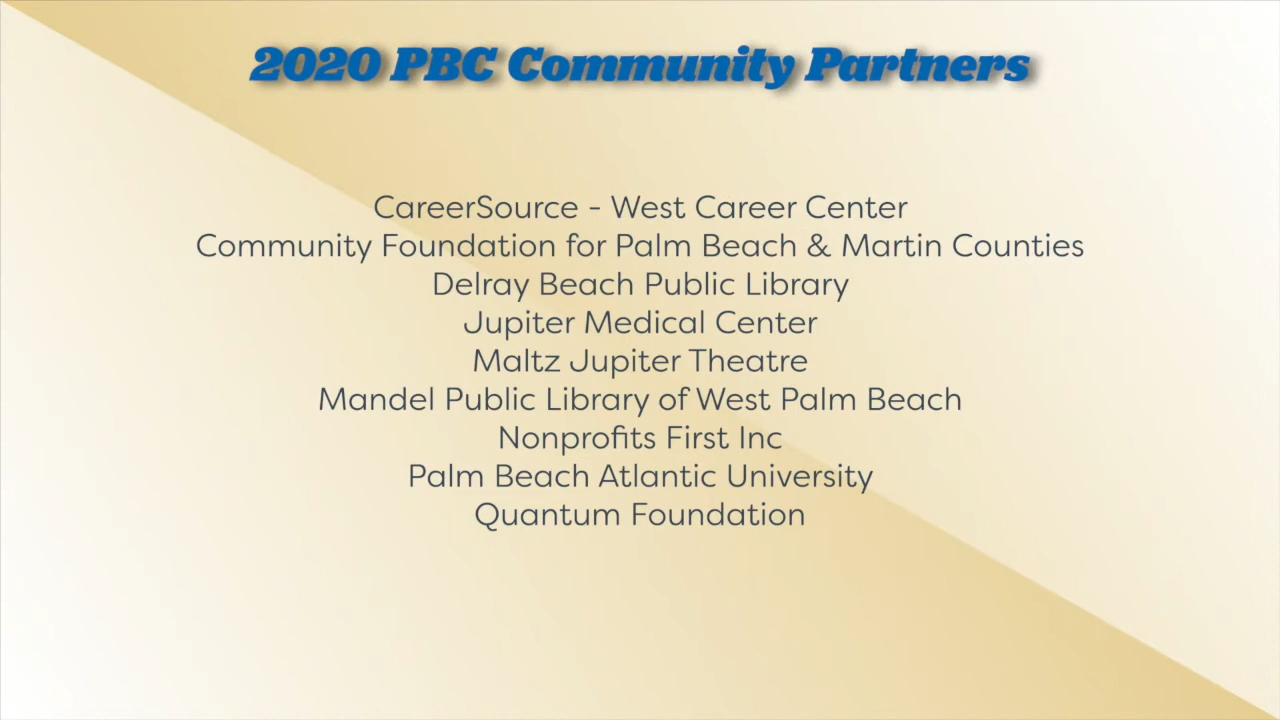 2020 PBC Community Partners
CareerSource - West Career Center
Community Foundation for Palm Beach & Martin Counties
Delray Beach Public Library
Jupiter Medical Center
Maltz Jupiter Theatre
Mandel Public Library of West Palm Beach
Nonprofits First Inc
Palm Beach Atlantic University
Quantum Foundation